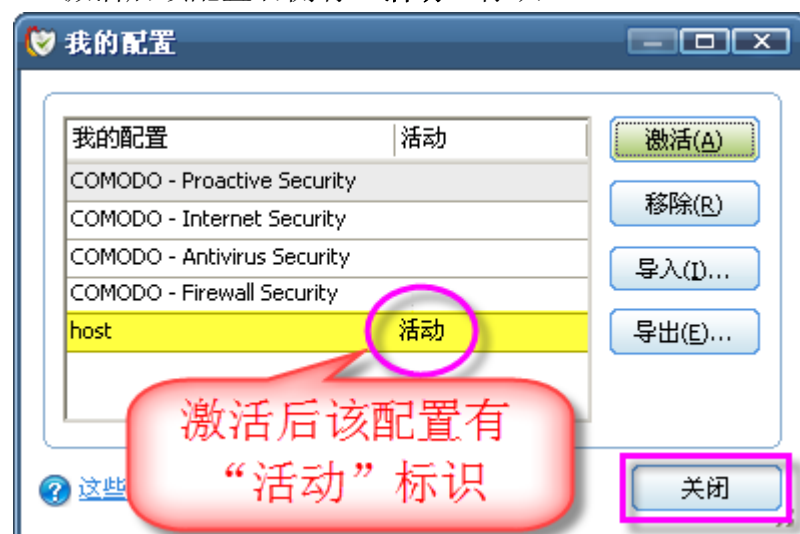 我的配置
我的配置 活动
COMODO - Proactive Security
COMODO - Internet Security
COMODO - Antivirus Security
COMODO - Firewall Security
host 活动
激活(A)
移除(R)
导入(I)...
导出(E)...
激活后该配置有
“活动”标识
这些
关闭